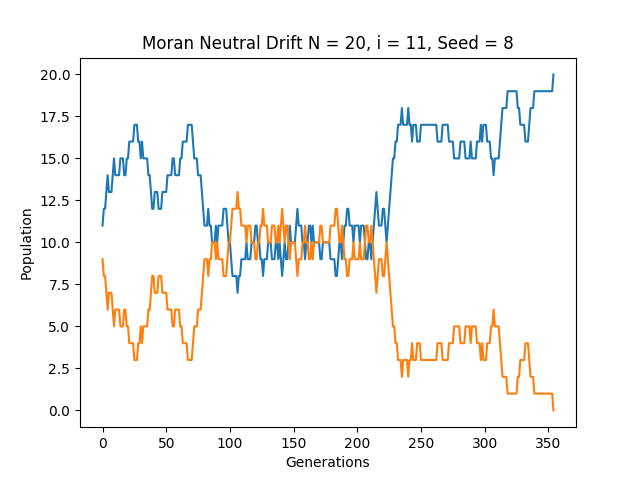 Moran Neutral Drift N = 20, i = 11, Seed = 8
20.0
17.5
15.0
12.5
10.0
7.5
5.0
2.5
0.0
Population
0 50 100 150 200 250 300 350
Generations